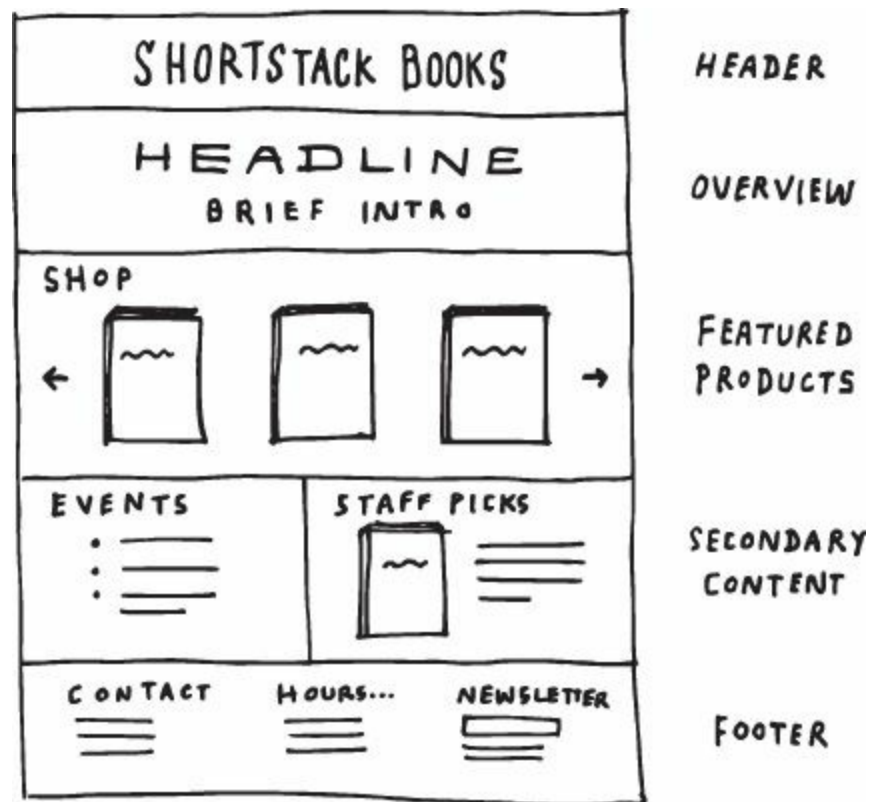 SHORTSTACK BOOKS
HEADER
HEADLINE
BRIEF INTRO
OVERVIEW
SHOP
FEATURED
PRODUCTS
EVENTS
STAFF PICKS
SECONDARY
CONTENT
CONTACT
HOURS...
NEWSLETTER
FOOTER